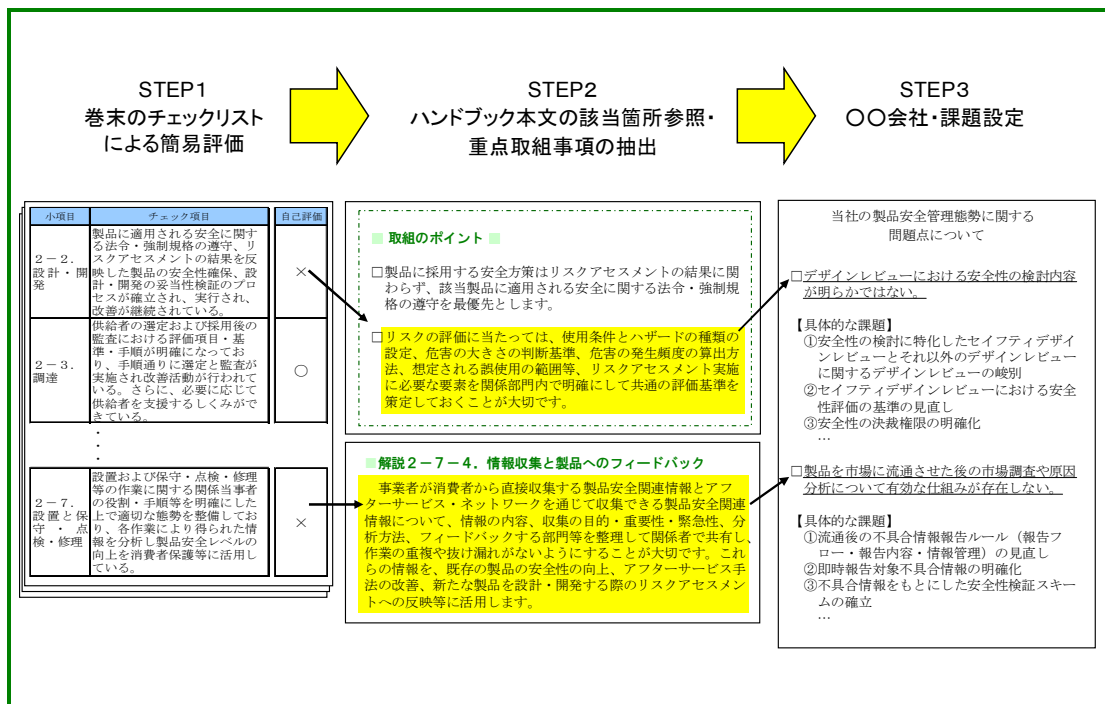 STEP1
巻末のチェックリスト
による簡易評価
STEP2
ハンドブック本文の該当箇所参照・
重点取組事項の抽出
STEP3
〇〇会社・課題設定
小項目
チェック項目
自己評価
2-2.
設計・開
発
製品に適用される安全に関す
る法令・強制規格の遵守、リ
スクアセスメントの結果を反
映した製品の安全性確保、設
計・開発の妥当性検証のプロ
セスが確立され、実行され、
改善が継続されている。
×
2-3.
調達
供給者の選定および採用後の
監査における評価項目・基
準・手順が明確になってお
り、手順通りに選定と監査が
実施され改善活動が行われて
いる。さらに、必要に応じて
供給者を支援するしくみがで
きている。
○
・
・
・
2-7.
設置と保
守・点
検・修理
設置および保守・点検・修理
等の作業に関する関係当事者
の役割・手順等を明確にした
上で適切な態勢を整備してお
り、各作業により得られた情
報を分析し製品安全レベルの
向上を消費者保護等に活用し
ている。
×
■ 取組のポイント ■
□製品に採用する安全方策はリスクアセスメントの結果に関
わらず、該当製品に適用される安全に関する法令・強制規
格の遵守を最優先とします。
□リスクの評価に当たっては、使用条件とハザードの種類の
設定、危害の大きさの判断基準、危害の発生頻度の算出方
法、想定される誤使用の範囲等、リスクアセスメント実施
に必要な要素を関係部門内で明確にして共通の評価基準を
策定しておくことが大切です。
■解説2-7-4．情報収集と製品へのフィードバック
事業者が消費者から直接収集する製品安全関連情報とアフ
ターサービス・ネットワークを通じて収集できる製品安全関連
情報について、情報の内容、収集の目的・重要性・緊急性、分
析方法、フィードバックする部門等を整理して関係者で共有し、
作業の重複や抜け漏れがないようにすることが大切です。これ
らの情報を、既存の製品の安全性の向上、アフターサービス手
法の改善、新たな製品を設計・開発する際のリスクアセスメン
トへの反映等に活用します。
当社の製品安全管理態勢に関する
問題点について
□デザインレビューにおける安全性の検討内容
が明らかではない。
【具体的な課題】
①安全性の検討に特化したセイフティデザイ
ンレビューとそれ以外のデザインレビュー
に関するデザインレビューの峻別
②セイフティデザインレビューにおける安全
性評価の基準の見直し
③安全性の決裁権限の明確化
…
□製品を市場に流通させた後の市場調査や原因
分析について有効な仕組みが存在しない。
【具体的な課題】
①流通後の不具合情報報告ルール（報告
フロー・報告内容・情報管理）の見直し
②即時報告対象不具合情報の明確化
③不具合情報をもとにした安全性検証スキー
ムの確立
…